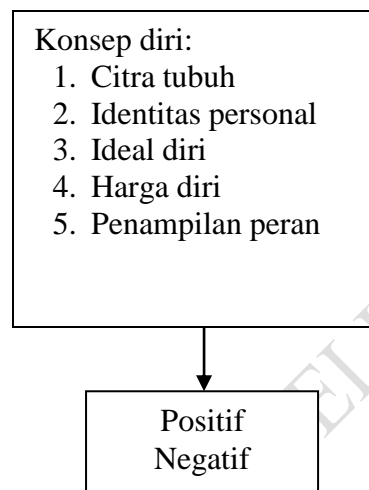 Konsep diri:
1. Citra tubuh
2. Identitas personal
3. Ideal diri
4. Harga diri
5. Penampilan peran
Positif
Negatif